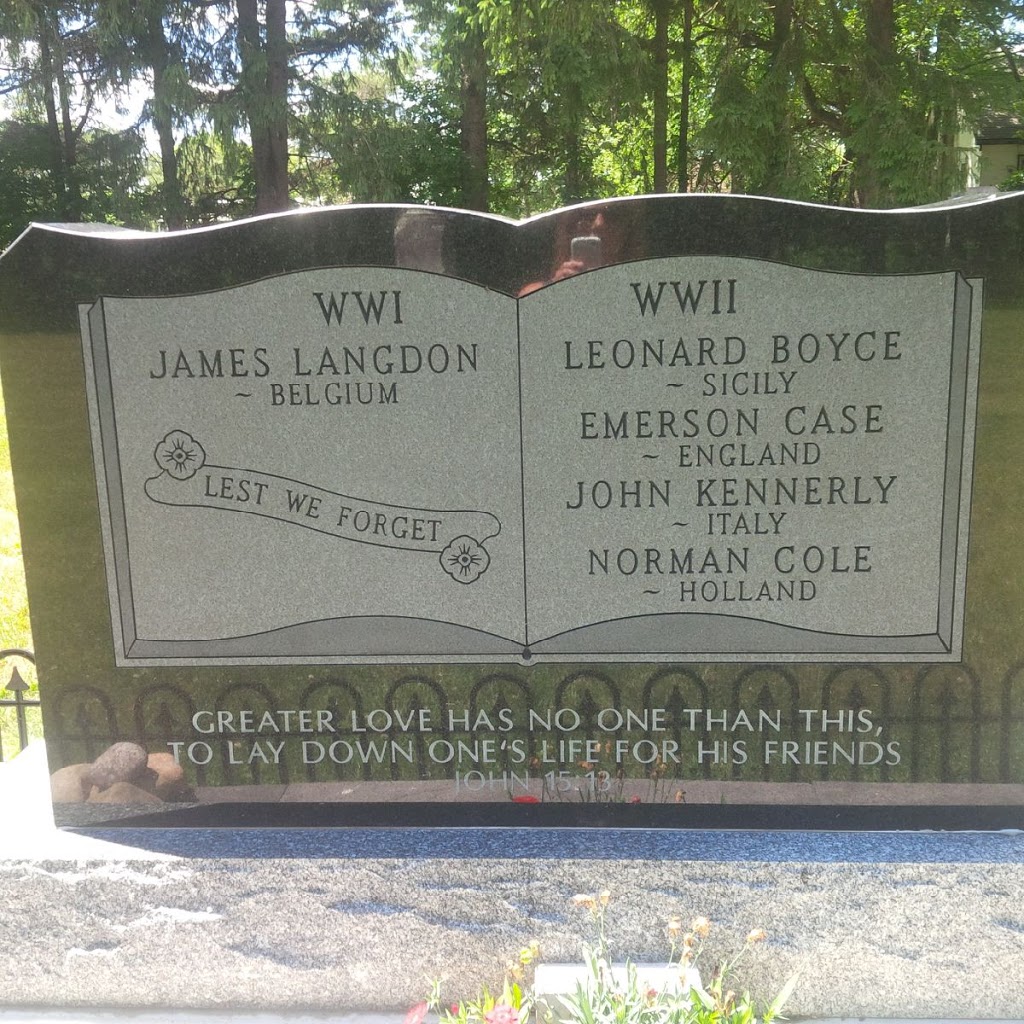 WWI
JAMES LANGDON
~ BELGIUM
LEST WE FORGET
WWII
LEONARD BOYCE
~ SICILY
EMERSON CASE
~ ENGLAND
JOHN KENNERLY
~ ITALY
NORMAN COLE
~ HOLLAND
GREATER LOVE HAS NO ONE THAN THIS,
TO LAY DOWN ONE'S LIFE FOR HIS FRIENDS
JOHN 15:13